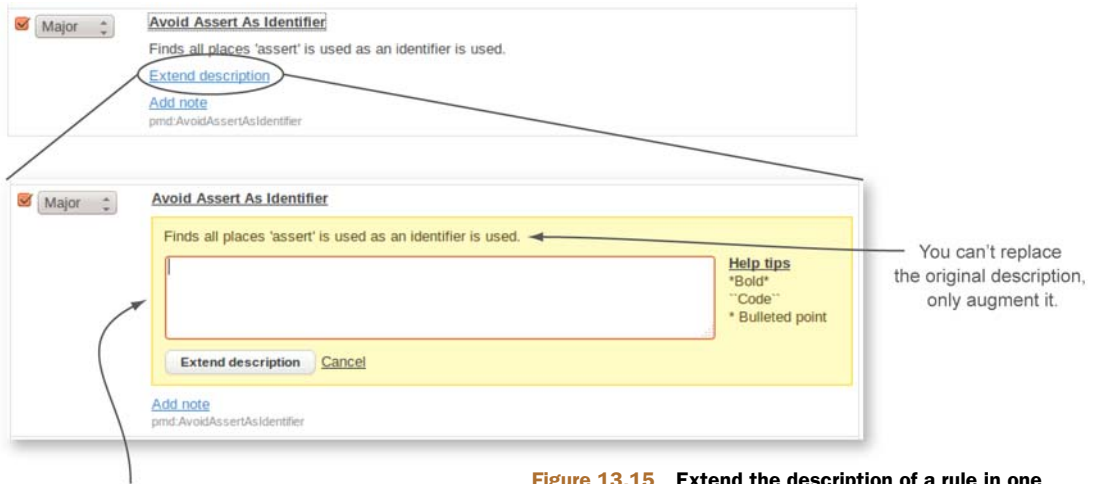 Major
Avoid Assert As Identifier
Finds all places 'assert' is used as an identifier is used.
Extend description
Add note
pmd:AvoidAssertAsIdentifier
Major
Avoid Assert As Identifier
Finds all places 'assert' is used as an identifier is used.
Help tips
*Bold*
``Code``
* Bulleted point
Extend description Cancel
Add note
pmd:AvoidAssertAsIdentifier
You can't replace
the original description,
only augment it.
Figure 13.15 Extend the description of a rule in one